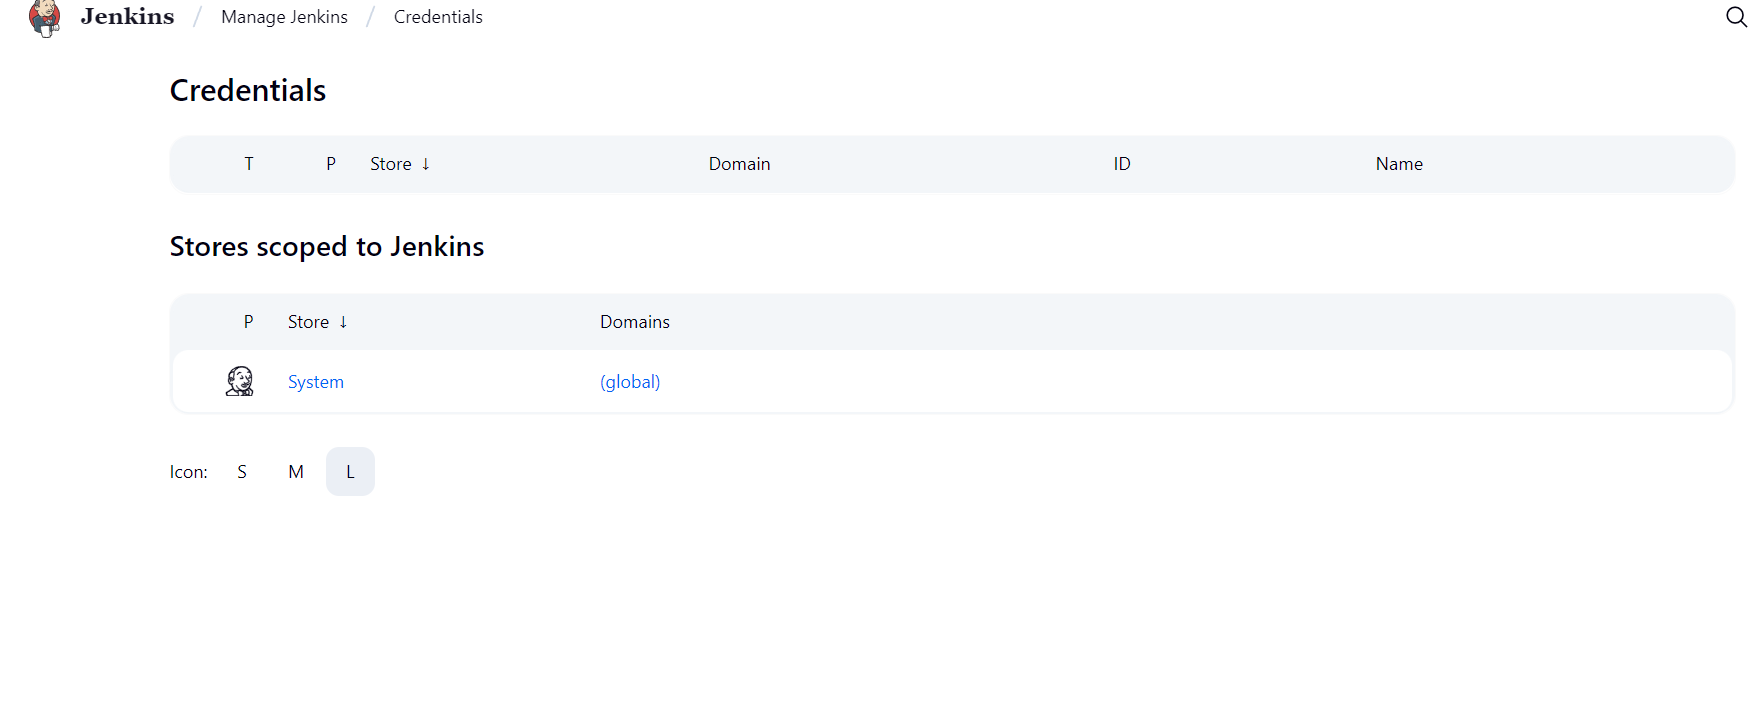 Jenkins / Manage Jenkins / Credentials
Credentials
T P Store ↓ Domain ID Name
Stores scoped to Jenkins
P Store ↓ Domains
System (global)
Icon: S M L